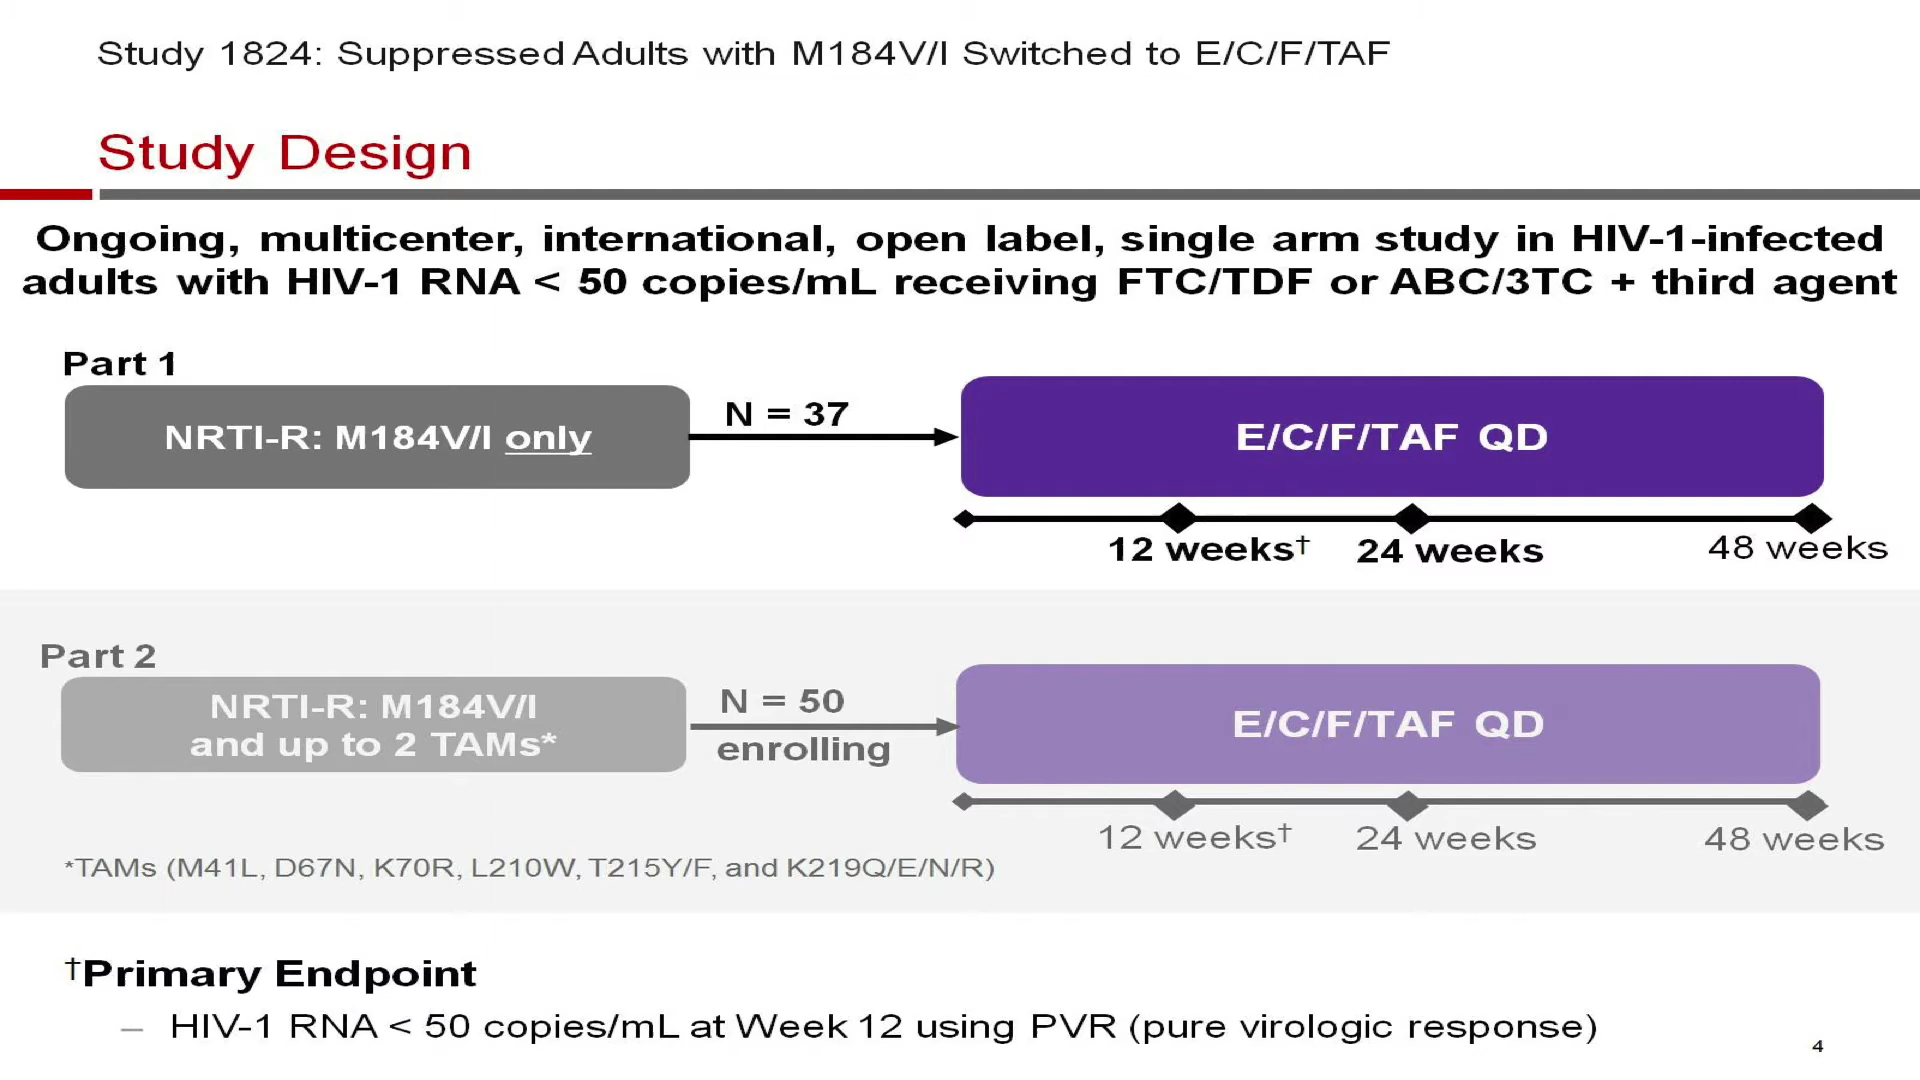 Study 1824: Suppressed Adults with M184V/I Switched to E/C/F/TAF
Study Design
Ongoing, multicenter, international, open label, single arm study in HIV-1-infected
adults with HIV-1 RNA < 50 copies/mL receiving FTC/TDF or ABC/3TC + third agent
Part 1
NRTI-R: M184V/I only
N = 37
E/C/F/TAF QD
12 weeks†
24 weeks
48 weeks
Part 2
NRTI-R: M184V/I
and up to 2 TAMs*
N = 50
enrolling
E/C/F/TAF QD
12 weeks†
24 weeks
48 weeks
*TAMs (M41L, D67N, K70R, L210W, T215Y/F, and K219Q/E/N/R)
†Primary Endpoint
– HIV-1 RNA < 50 copies/mL at Week 12 using PVR (pure virologic response)
4